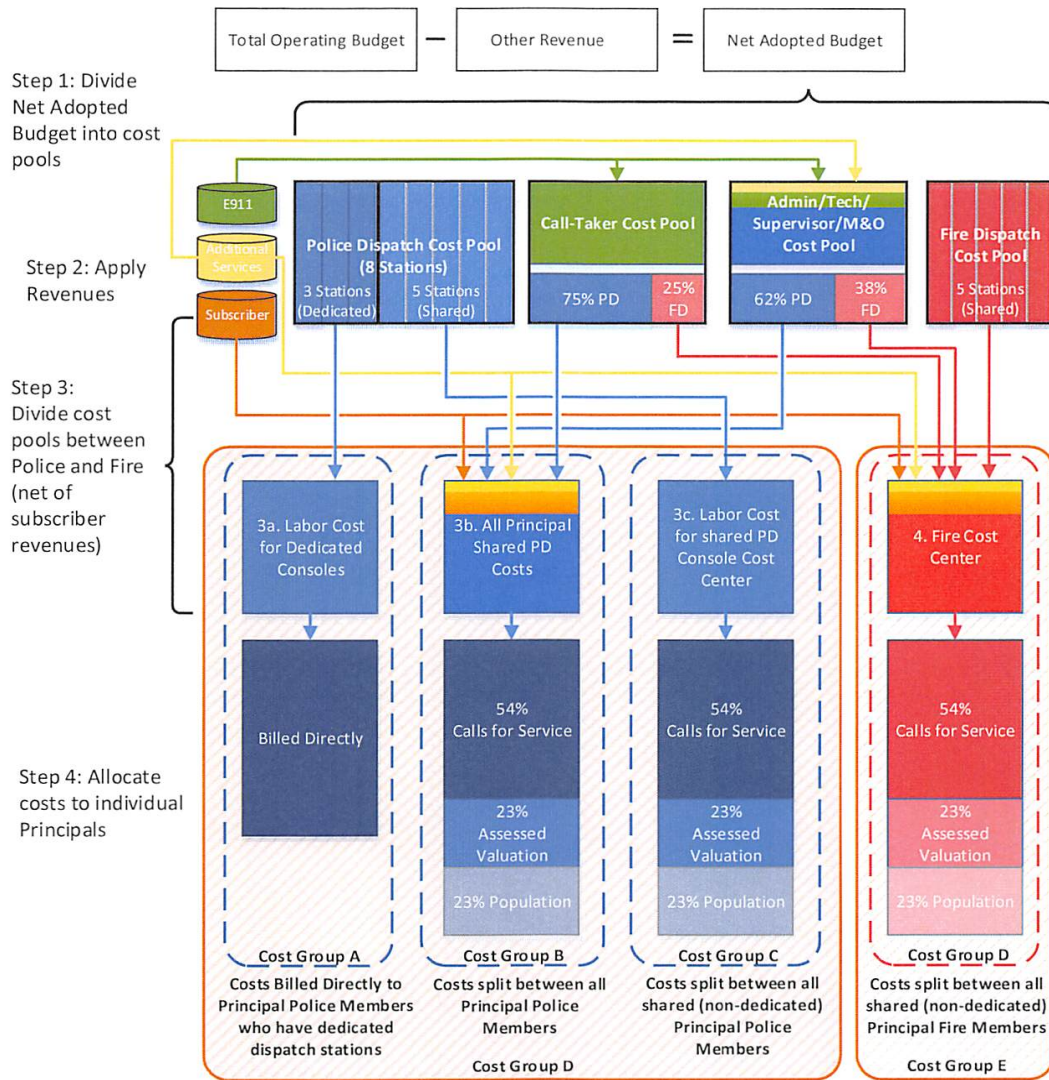 Total Operating Budget
Other Revenue
=
Net Adopted Budget
Step 1: Divide
Net Adopted
Budget into cost
pools
E911
Additional
Services
Subscriber
Step 2: Apply
Revenues
Police Dispatch Cost Pool
(8 Stations)
3 Stations
(Dedicated)
5 Stations
(Shared)
Call-Taker Cost Pool
75% PD
25%
FD
Admin/Tech/
Supervisor/M&O
Cost Pool
62% PD
38%
FD
Fire Dispatch
Cost Pool
5 Stations
(Shared)
Step 3:
Divide cost
pools between
Police and Fire
(net of
subscriber
revenues)
3a. Labor Cost
for Dedicated
Consoles
3b. All Principal
Shared PD
Costs
3c. Labor Cost
for shared PD
Console Cost
Center
4. Fire Cost
Center
Step 4: Allocate
costs to individual
Principals
Billed Directly
54%
Calls for Service
23%
Assessed
Valuation
23% Population
54%
Calls for Service
23%
Assessed
Valuation
23% Population
54%
Calls for Service
23%
Assessed
Valuation
23% Population
Cost Group A
Costs Billed Directly to
Principal Police Members
who have dedicated
dispatch stations
Cost Group B
Costs split between all
Principal Police
Members
Cost Group C
Costs split between all
shared (non-dedicated)
Principal Police
Members
Cost Group D
Cost Group D
Costs split between all
shared (non-dedicated)
Principal Fire Members
Cost Group E